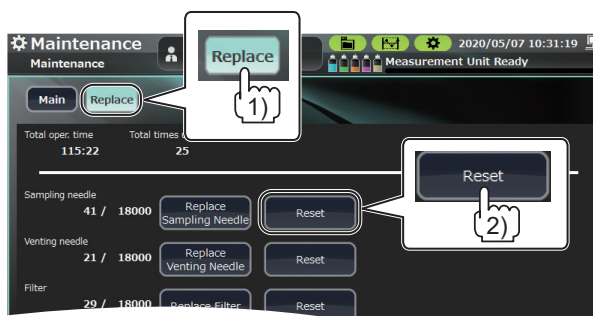 Maintenance
Maintenance
Replace
1)
2020/05/07 10:31:19
Measurement Unit Ready
Main
Replace
Total oper. time
Total times
115:22
25
Reset
2)
Sampling needle
41 / 18000
Replace
Sampling Needle
Reset
Venting needle
21 / 18000
Replace
Venting Needle
Reset
Filter
29 / 18000
Replace Filter
Reset